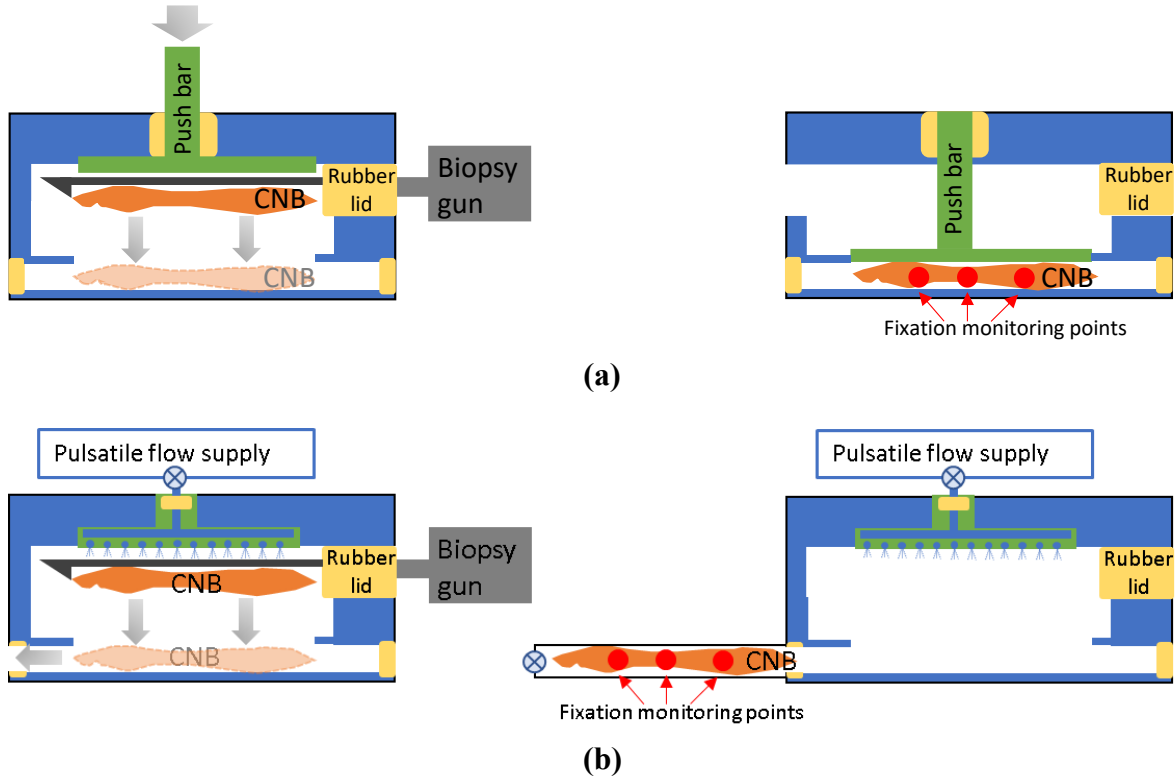 Push bar
Biopsy
gun
Rubber
lid
CNB
CNB
Push bar
Rubber
lid
CNB
Fixation monitoring points
(a)
Pulsatile flow supply
Pulsatile flow supply
Biopsy
gun
Rubber
lid
CNB
CNB
Rubber
lid
CNB
Fixation monitoring points
(b)